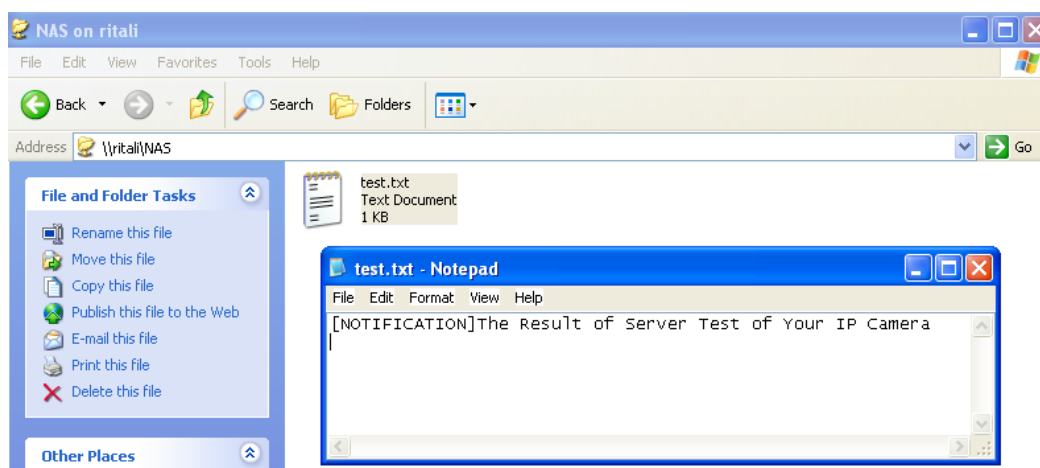 NAS on ritali
File Edit View Favorites Tools Help
Back Search Folders
Address \\ritali\NAS Go
File and Folder Tasks
Rename this file
Move this file
Copy this file
Publish this file to the Web
E-mail this file
Print this file
Delete this file
Other Places
test.txt
Text Document
1 KB
test.txt - Notepad
File Edit Format View Help
[NOTIFICATION]The Result of Server Test of Your IP Camera